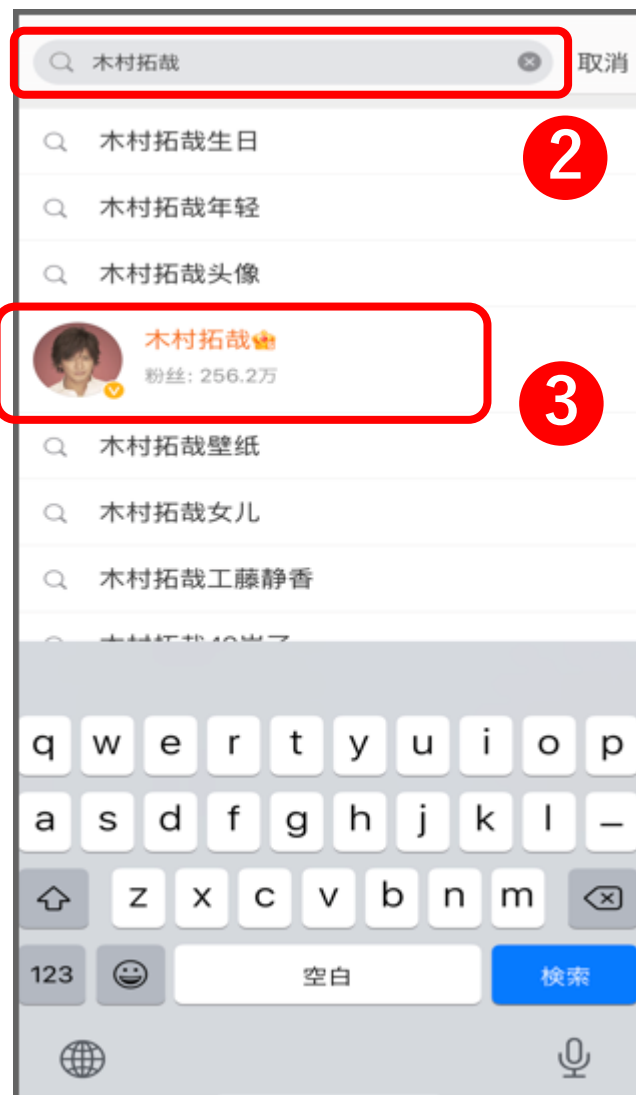 木村拓哉
取消
2
木村拓哉生日
木村拓哉年轻
木村拓哉头像
木村拓哉
粉丝: 256.2万
3
木村拓哉壁纸
木村拓哉女儿
木村拓哉工藤静香
q w e r t y u i o p
a s d f g h j k l –
z x c v b n m
123 空白 検索